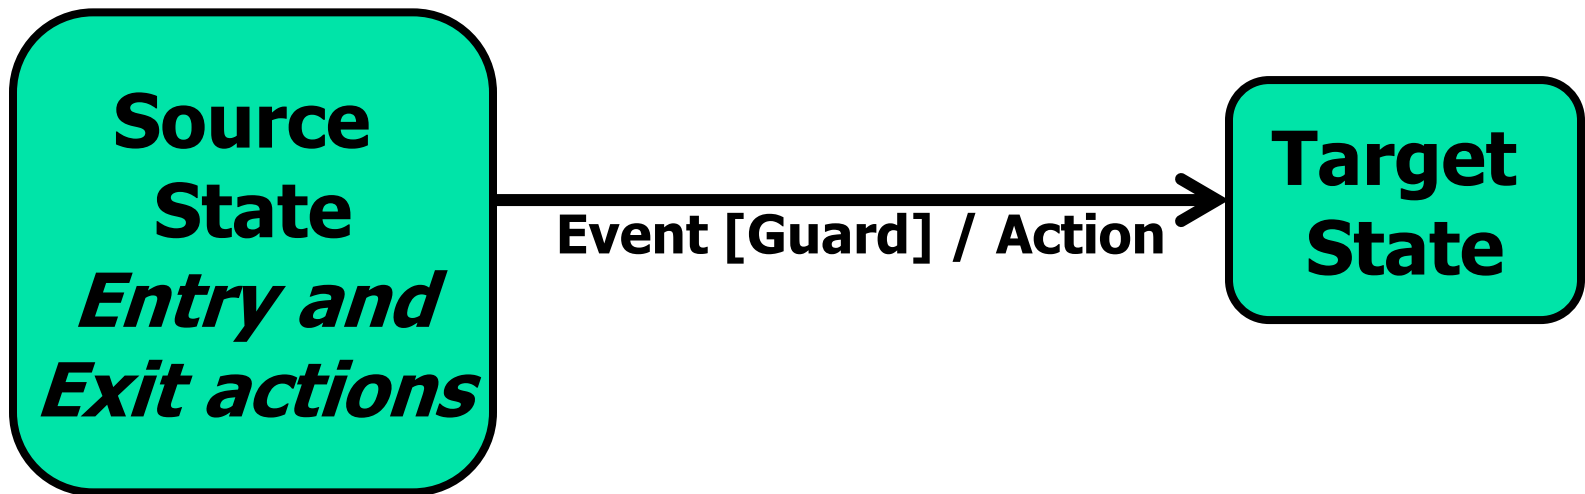 Source
State
Entry and
Exit actions
Event [Guard] / Action
Target
State